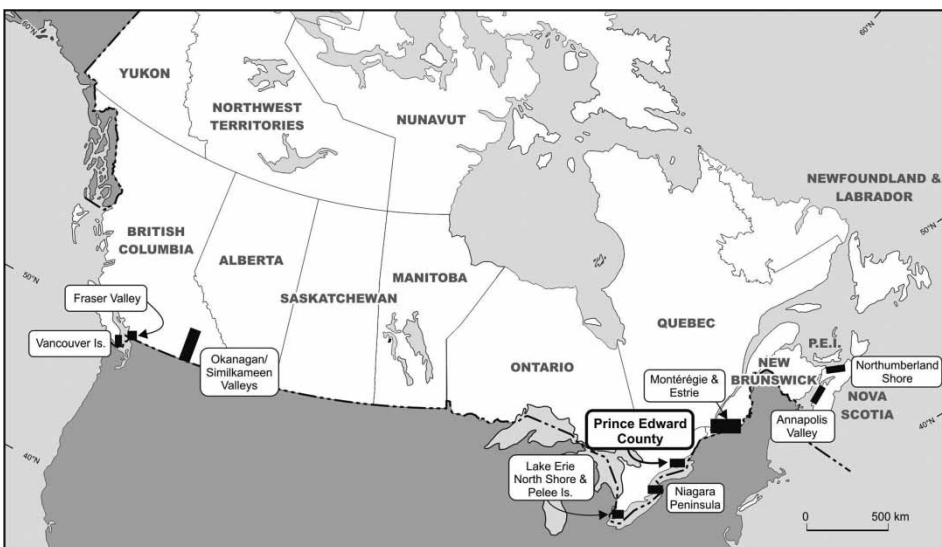 60°N
60°N
YUKON
NORTHWEST
TERRITORIES
NUNAVUT
NEWFOUNDLAND &
LABRADOR
BRITISH
COLUMBIA
ALBERTA
SASKATCHEWAN
MANITOBA
ONTARIO
QUEBEC
50°N
50°N
Fraser Valley
Vancouver Is.
Okanagan/
Similkameen
Valleys
P.E.I.
NEW
BRUNSWICK
Northumberland
Shore
NOVA
SCOTIA
Montérégie &
Estrie
Annapolis
Valley
40°N
40°N
Prince Edward
County
Lake Erie
North Shore &
Pelee Is.
Niagara
Peninsula
0 500 km